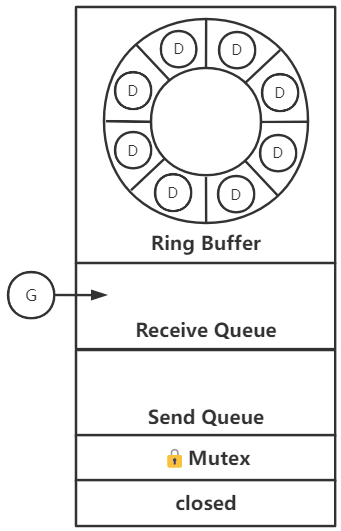 D D
D D
D D
D D
Ring Buffer
G
Receive Queue
Send Queue
🔒 Mutex
closed